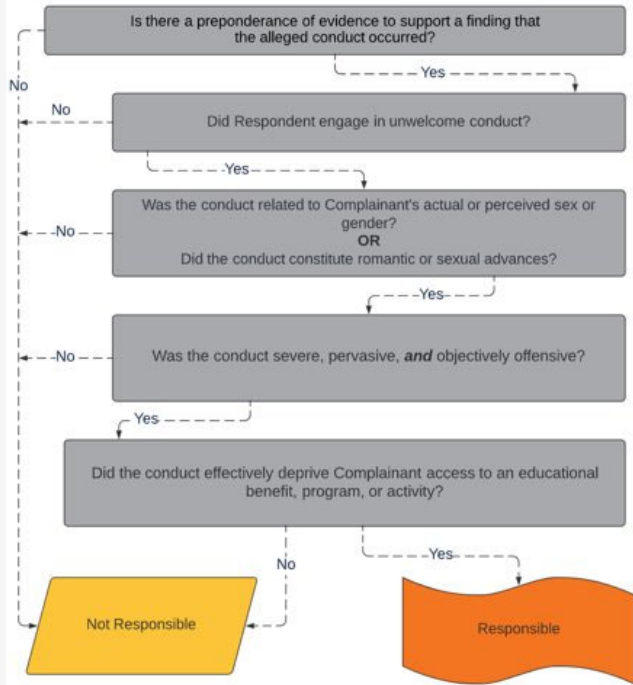 Is there a preponderance of evidence to support a finding that
the alleged conduct occurred?
No
Yes
No
Did Respondent engage in unwelcome conduct?
Yes
Was the conduct related to Complainant's actual or perceived sex or
gender?
OR
Did the conduct constitute romantic or sexual advances?
No
Yes
Was the conduct severe, pervasive, and objectively offensive?
No
Yes
Did the conduct effectively deprive Complainant access to an educational
benefit, program, or activity?
No
Yes
Not Responsible
Responsible